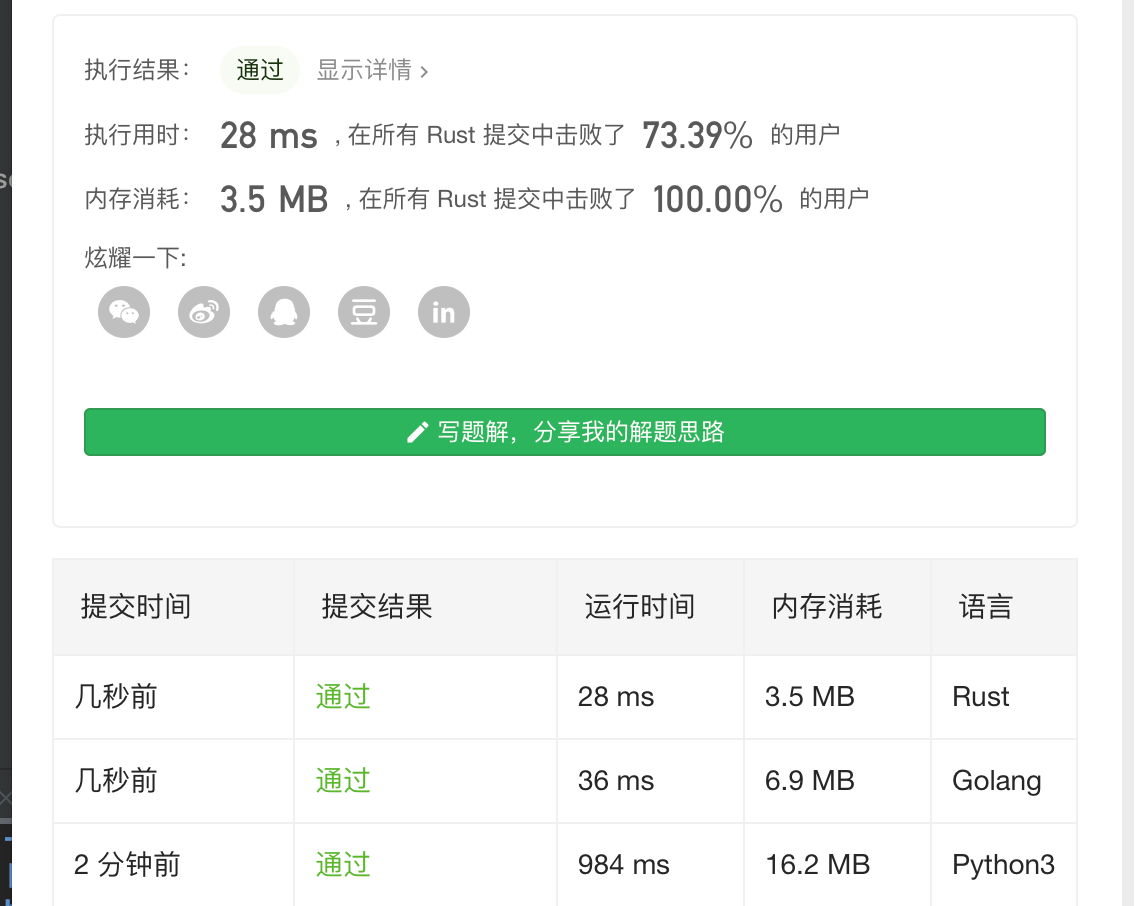 执行结果： 通过 显示详情 ›
执行用时： 28 ms , 在所有 Rust 提交中击败了 73.39% 的用户
内存消耗： 3.5 MB , 在所有 Rust 提交中击败了 100.00% 的用户
炫耀一下:
豆 in
写题解，分享我的解题思路
提交时间 提交结果 运行时间 内存消耗 语言
几秒前 通过 28 ms 3.5 MB Rust
几秒前 通过 36 ms 6.9 MB Golang
2 分钟前 通过 984 ms 16.2 MB Python3